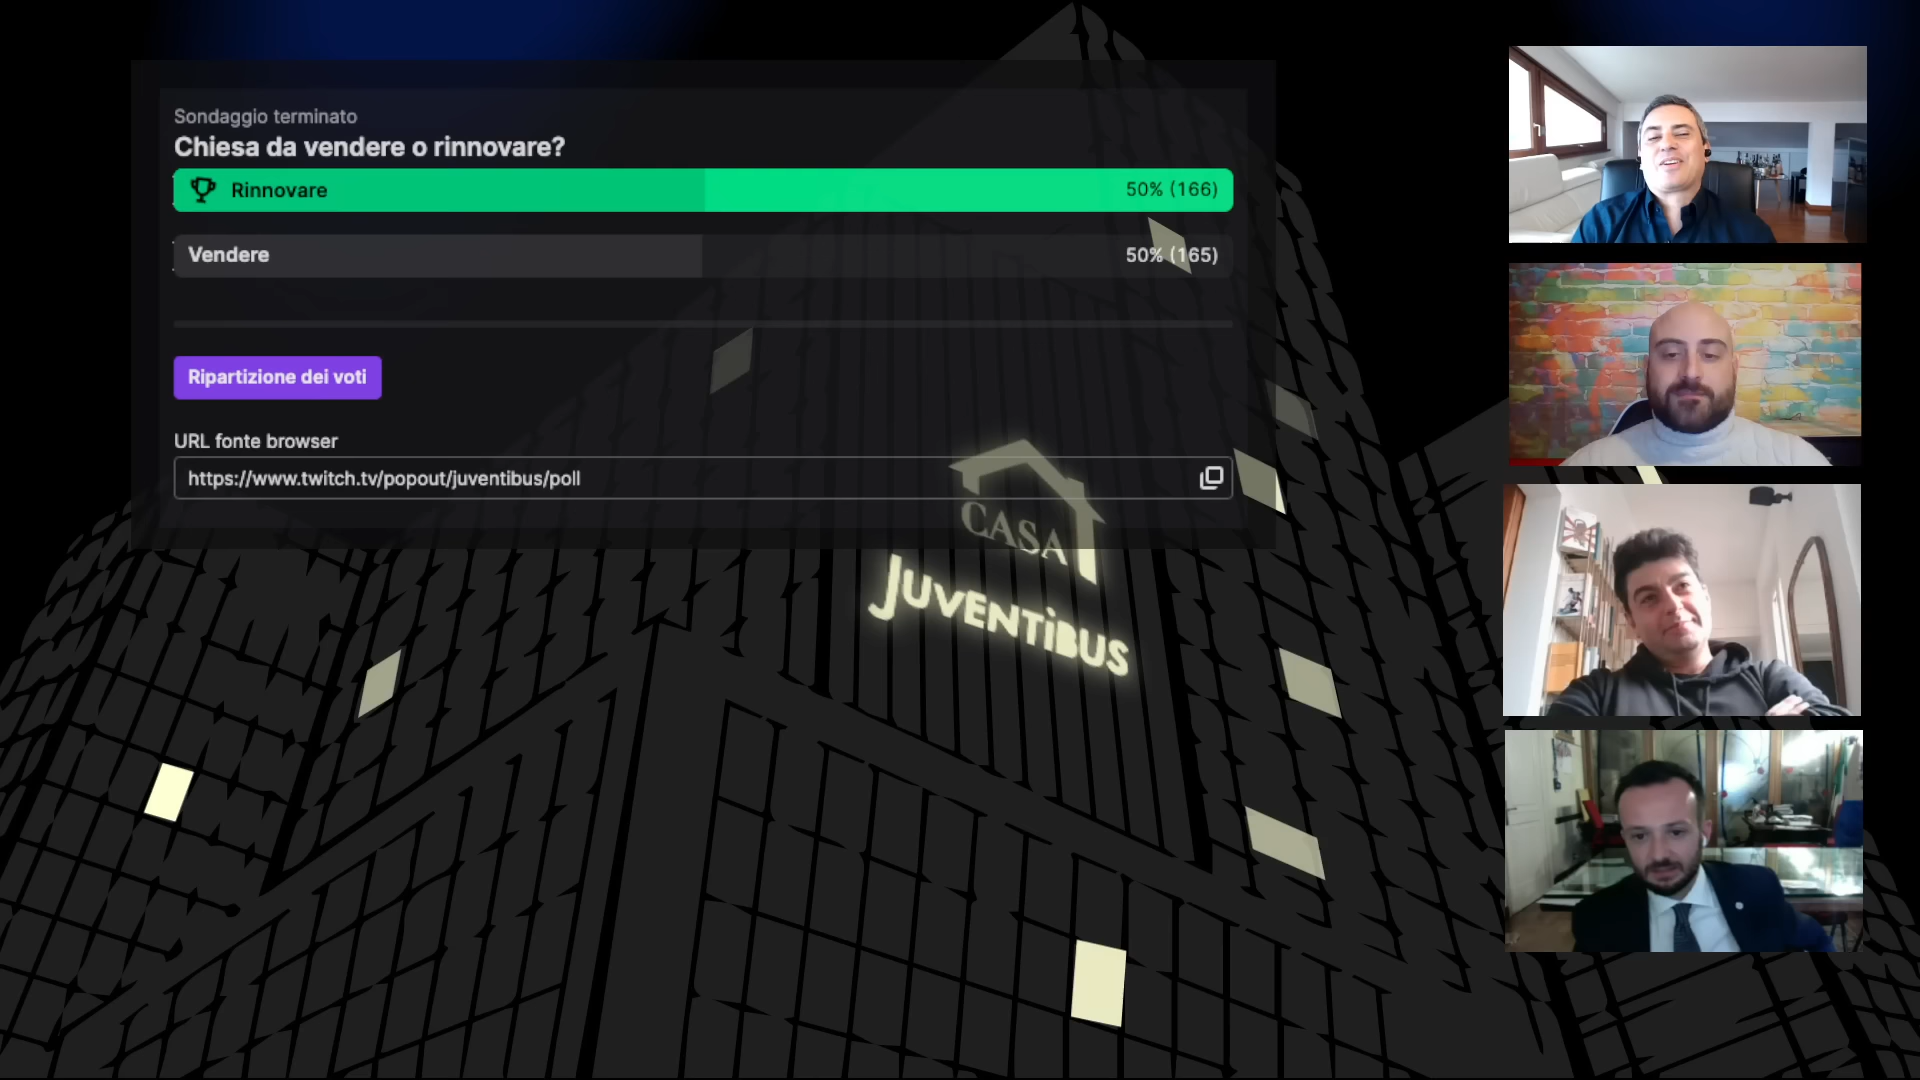 Sondaggio terminato
Chiesa da vendere o rinnovare?
Rinnovare 50% (166)
Vendere 50% (165)
Ripartizione dei voti
URL fonte browser
https://www.twitch.tv/popout/juventibus/poll
CASA
JUVENTiBUS